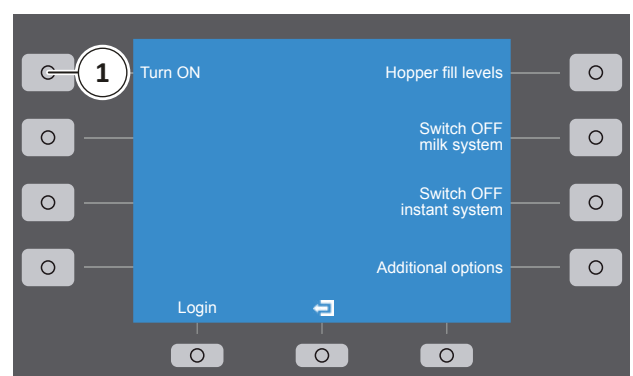 1
Turn ON
Hopper fill levels
Switch OFF
milk system
Switch OFF
instant system
Additional options
Login